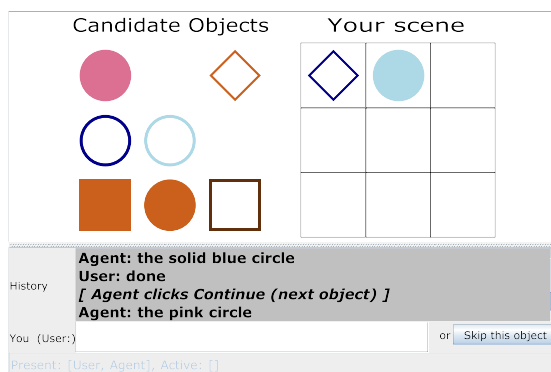 Candidate Objects Your scene
Agent: the solid blue circle
User: done
[ Agent clicks Continue (next object) ]
History
Agent: the pink circle
You (User:) or Skip this object
Present: [User, Agent], Active: []